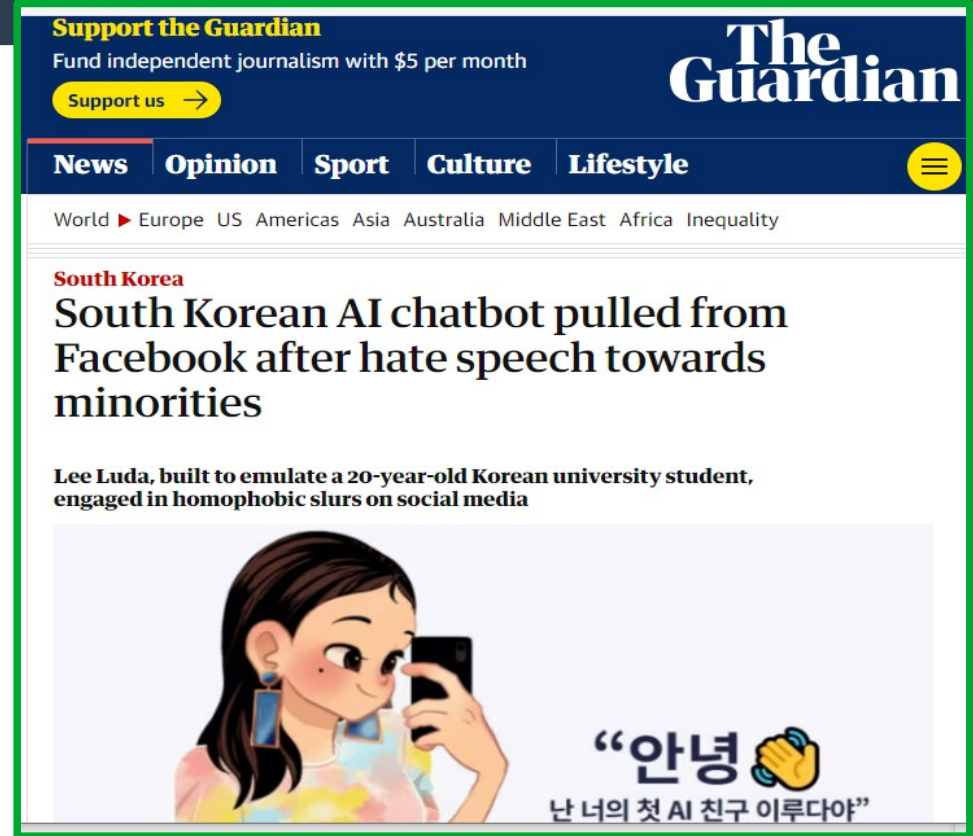 Support the Guardian
Fund independent journalism with $5 per month
Support us
The
Guardian
News Opinion Sport Culture Lifestyle
World Europe US Americas Asia Australia Middle East Africa Inequality
South Korea
South Korean AI chatbot pulled from
Facebook after hate speech towards
minorities
Lee Luda, built to emulate a 20-year-old Korean university student,
engaged in homophobic slurs on social media
“안녕 👋
난 너의 첫 AI 친구 이루다야”